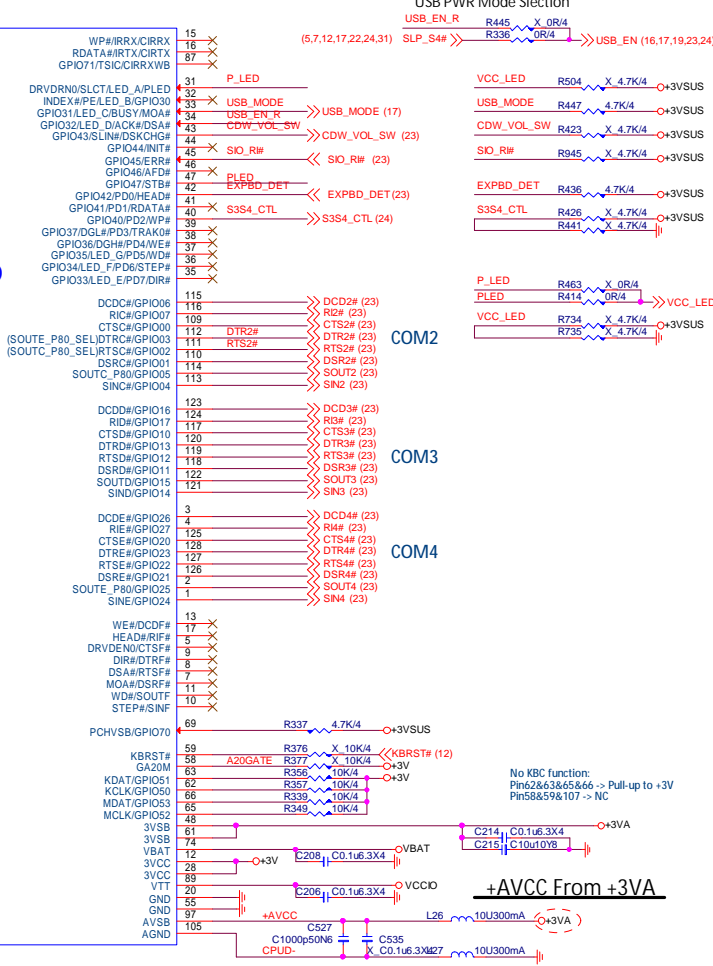 USB PWR Mode Slection
USB_EN_R R445 X_0R/4
(5,7,12,17,22,24,31) SLP_S4# R336 0R/4 USB_EN (16,17,19,23,24)
WP#/IRRX/CIRRX 15
RDATA#/IRTX/CIRTX 16
GPIO71/TSIC/CIRRXWB 87
DRVDRN0/SLCT/LED_A/PLED 31 P_LED
INDEX#/PE/LED_B/GPIO30 32
GPIO31/LED_C/BUSY/MOA# 33 USB_MODE USB_MODE (17)
GPIO32/LED_D/ACK#/DSA# 34 USB_EN_R
GPIO43/SLIN#/DSKCHG# 43 CDW_VOL_SW CDW_VOL_SW (23)
GPIO44/INIT# 44
GPIO45/ERR# 45 SIO_RI# SIO_RI# (23)
GPIO46/AFD# 46
GPIO47/STB# 47 PLED
GPIO42/PD0/HEAD# 42 EXPBD_DET EXPBD_DET(23)
GPIO41/PD1/RDATA# 41
GPIO40/PD2/WP# 40 S3S4_CTL S3S4_CTL (24)
GPIO37/DGL#/PD3/TRAK0# 39
GPIO36/DGH#/PD4/WE# 38
GPIO35/LED_G/PD5/WD# 37
GPIO34/LED_F/PD6/STEP# 36
GPIO33/LED_E/PD7/DIR# 35
VCC_LED R504 X_4.7K/4 +3VSUS
USB_MODE R447 4.7K/4 +3VSUS
CDW_VOL_SW R423 X_4.7K/4 +3VSUS
SIO_RI# R945 X_4.7K/4 +3VSUS
EXPBD_DET R436 4.7K/4 +3VSUS
S3S4_CTL R426 X_4.7K/4 +3VSUS
R441 X_4.7K/4
P_LED R463 X_0R/4
PLED R414 0R/4 VCC_LED
VCC_LED R734 X_4.7K/4 +3VSUS
R735 X_4.7K/4
DCDC#/GPIO06 115 DCD2# (23)
RIC#/GPIO07 116 RI2# (23)
CTSC#/GPIO00 109 CTS2# (23)
(SOUTE_P80_SEL)DTRC#/GPIO03 112 DTR2# DTR2# (23)
(SOUTC_P80_SEL)RTSC#/GPIO02 111 RTS2# RTS2# (23)
DSRC#/GPIO01 110 DSR2# (23)
SOUTC_P80/GPIO05 114 SOUT2 (23)
SINC#/GPIO04 113 SIN2 (23)
COM2
DCDD#/GPIO16 123 DCD3# (23)
RID#/GPIO17 124 RI3# (23)
CTSD#/GPIO10 117 CTS3# (23)
DTRD#/GPIO13 120 DTR3# (23)
RTSD#/GPIO12 119 RTS3# (23)
DSRD#/GPIO11 118 DSR3# (23)
SOUTD/GPIO15 122 SOUT3 (23)
SIND/GPIO14 121 SIN3 (23)
COM3
DCDE#/GPIO26 3 DCD4# (23)
RIE#/GPIO27 4 RI4# (23)
CTSE#/GPIO20 125 CTS4# (23)
DTRE#/GPIO23 128 DTR4# (23)
RTSE#/GPIO22 127 RTS4# (23)
DSRE#/GPIO21 126 DSR4# (23)
SOUTE_P80/GPIO25 2 SOUT4 (23)
SINE/GPIO24 1 SIN4 (23)
COM4
WE#/DCDF# 13
HEAD#/RIF# 17
DRVDEN0/CTSF# 5
DIR#/DTRF# 9
DSA#/RTSF# 8
MOA#/DSRF# 7
WD#/SOUTF 11
STEP#/SINF 10
PCHVSB/GPIO70 69 R337 4.7K/4 +3VSUS
KBRST# 59 R376 X_10K/4 KBRST# (12)
GA20M 58 A20GATE R377 X_10K/4 +3V
KDAT/GPIO51 63 R356 10K/4 +3V
KCLK/GPIO50 62 R357 10K/4
MDAT/GPIO53 66 R339 10K/4
MCLK/GPIO52 65 R349 10K/4
No KBC function:
Pin62&63&65&66 -> Pull-up to +3V
Pin58&59&107 -> NC
3VSB 48 +3VA
3VSB 61 C214 C0.1u6.3X4
C215 C10u10Y8
VBAT 74 VBAT
3VCC 12 +3V C208 C0.1u6.3X4
3VCC 28
VTT 89 VCCIO
GND 20 C206 C0.1u6.3X4
GND 55
+AVCC From +3VA
AVSB 97 +AVCC L26 10U300mA +3VA
AGND 105 C527 C535
C1000p50N6 X_C0.1u6.3X4
CPUD- L27 10U300mA